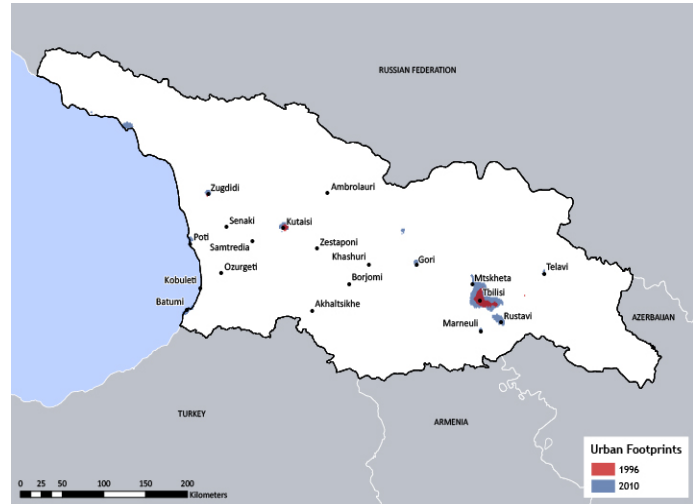 RUSSIAN FEDERATION
Zugdidi
Ambrolauri
Senaki
Kutaisi
Poti
Samtredia
Zestaponi
Khashuri
Gori
Telavi
Kobuleti
Ozurgeti
Borjomi
Mtskheta
Tbilisi
Batumi
Akhaltsikhe
Rustavi
Marneuli
AZERBAIJAN
TURKEY
ARMENIA
Urban Footprints
1996
2010
0 25 50 100 150 200
Kilometers